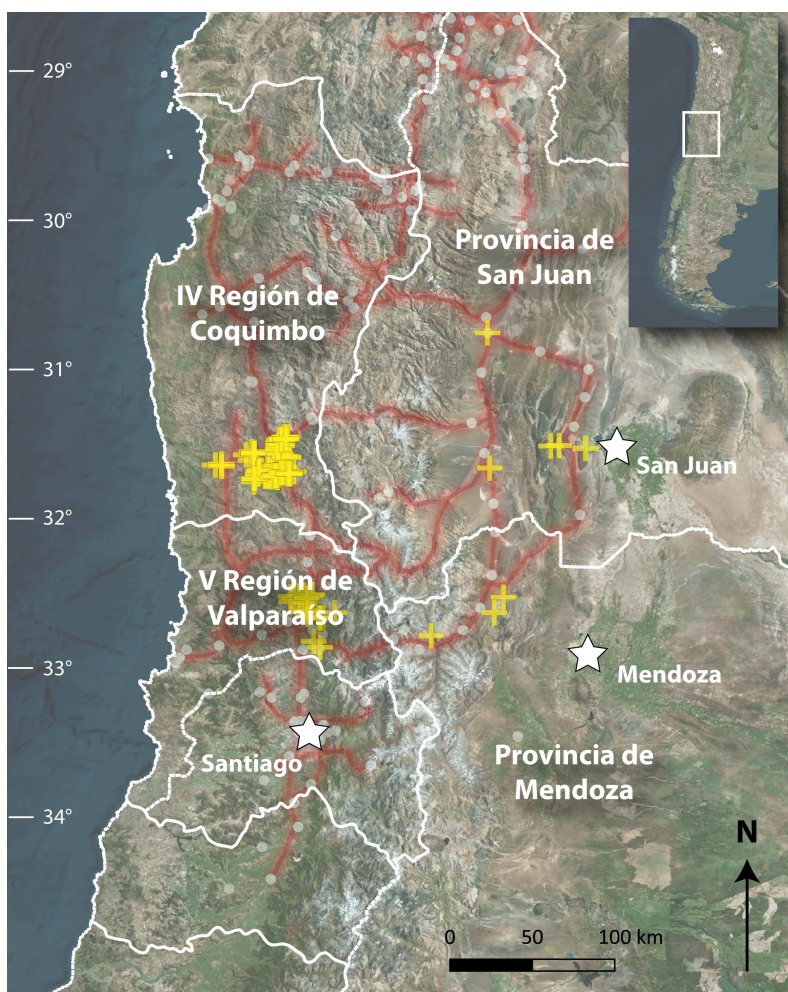 29°
30°
Provincia de
San Juan
IV Región de
Coquimbo
31°
San Juan
32°
V Región de
Valparaíso
33°
Mendoza
Santiago
Provincia de
Mendoza
34°
N
0 50 100 km